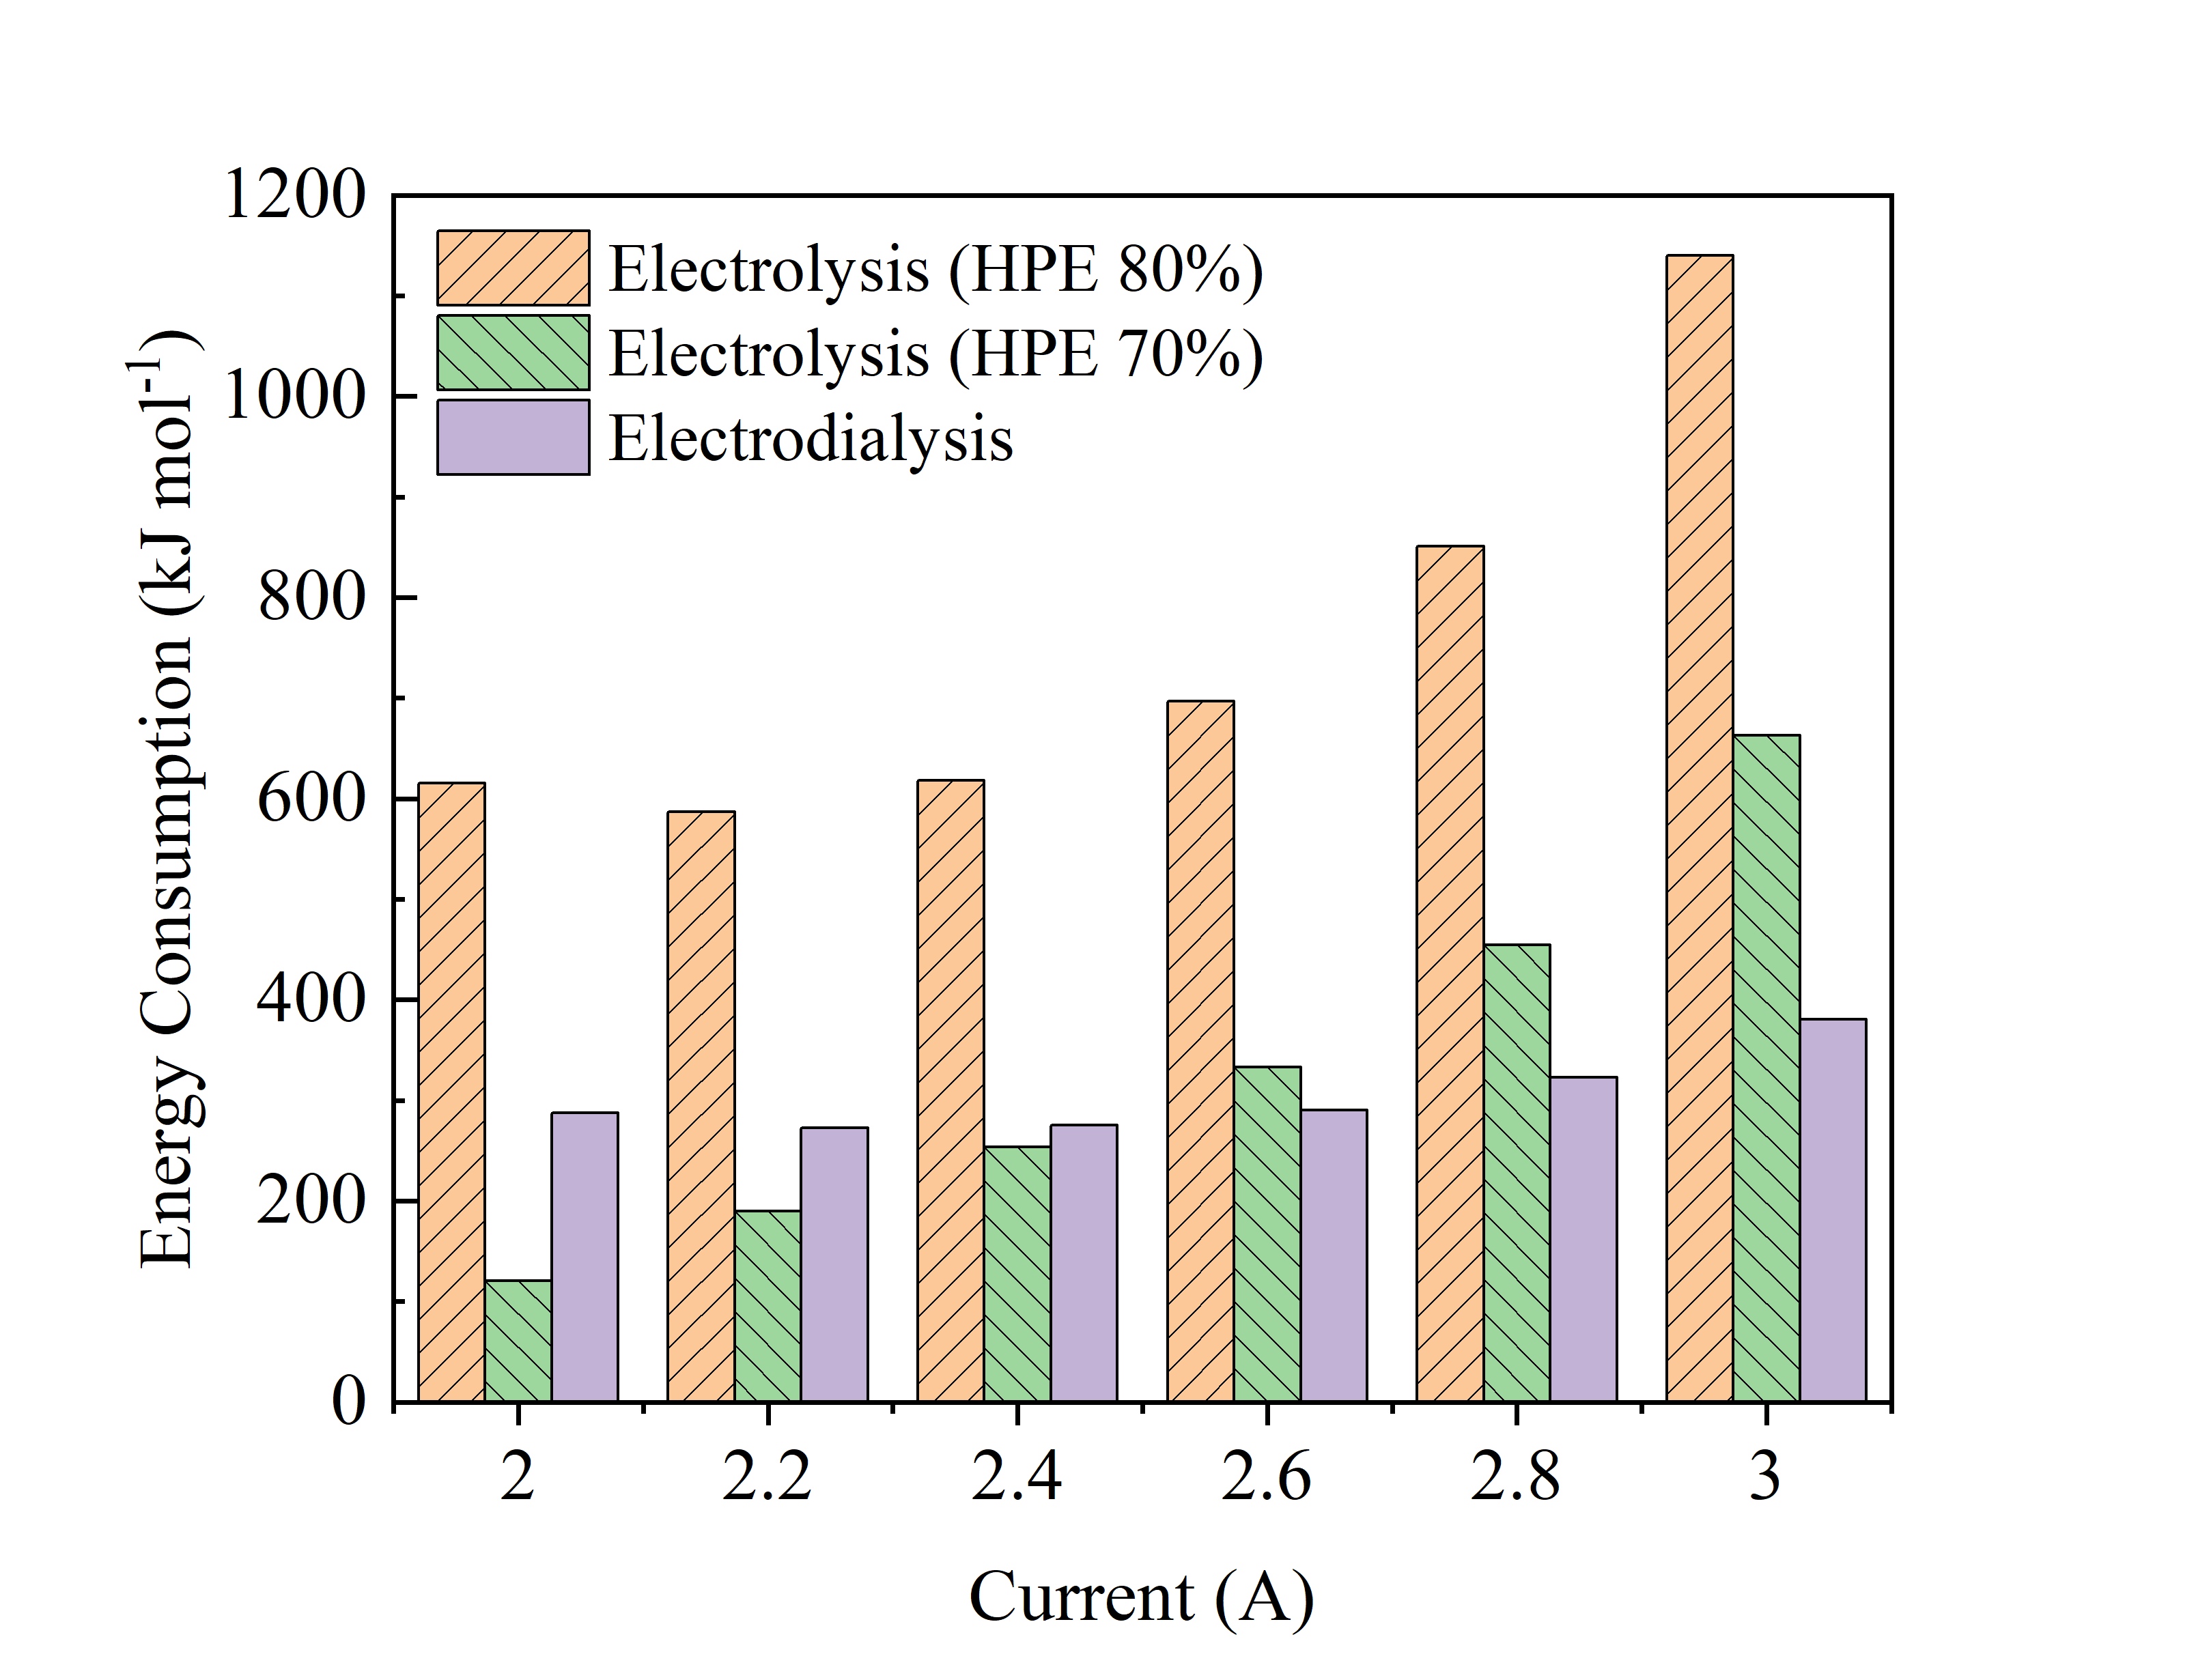 1200
1000
800
600
400
200
0
Energy Consumption (kJ mol⁻¹)
Electrolysis (HPE 80%)
Electrolysis (HPE 70%)
Electrodialysis
2 2.2 2.4 2.6 2.8 3
Current (A)